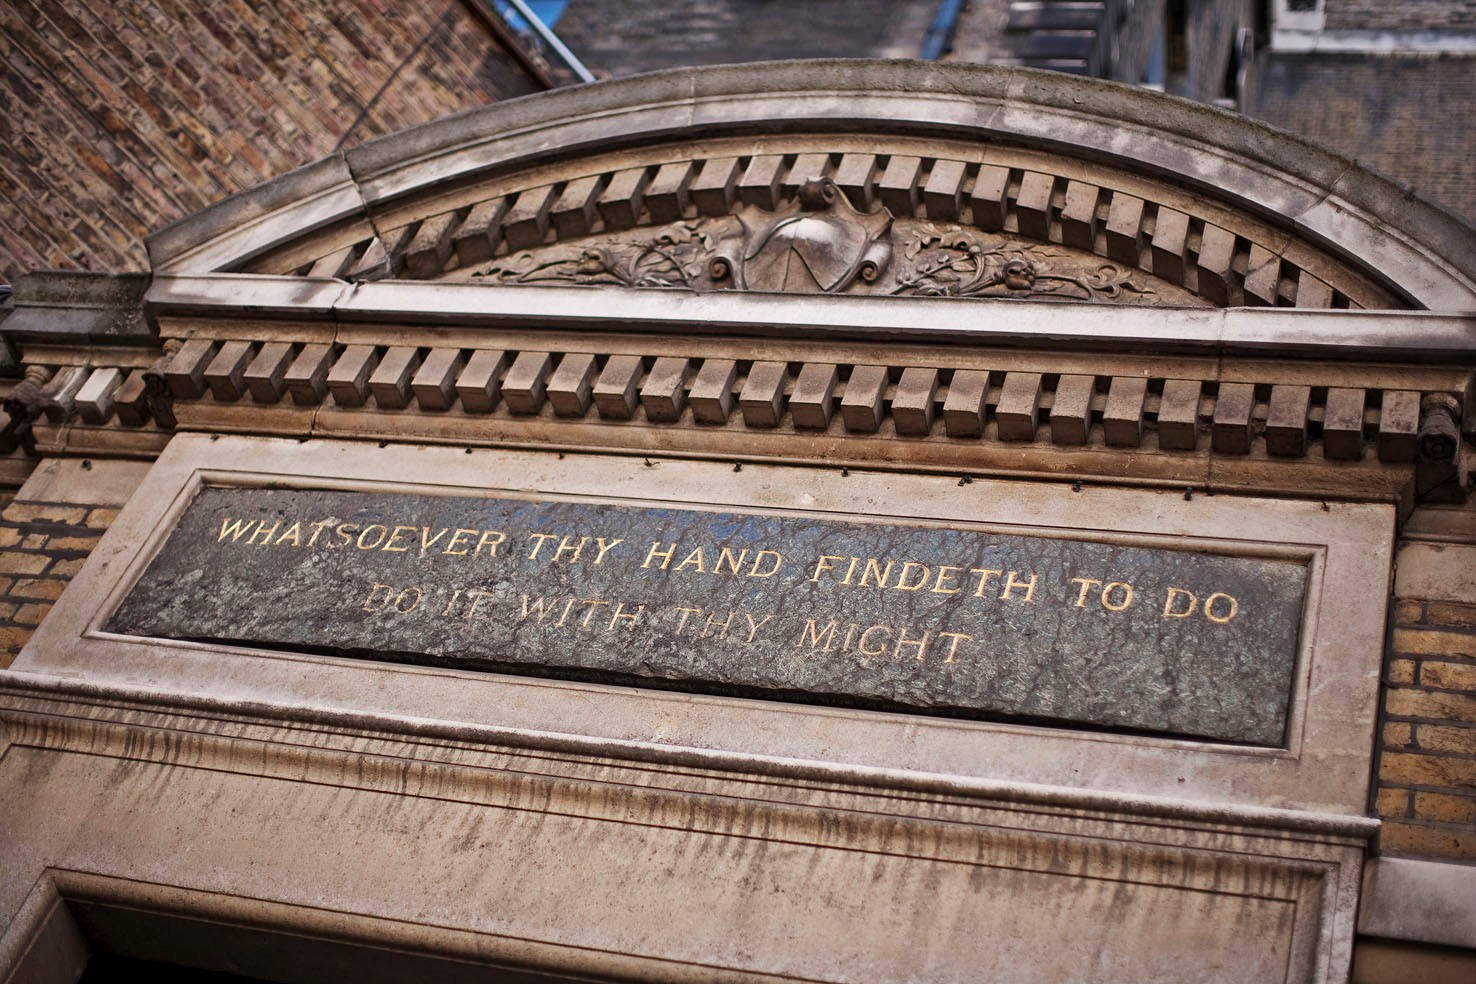 WHATSOEVER THY HAND FINDETH TO DO
DO IT WITH THY MIGHT